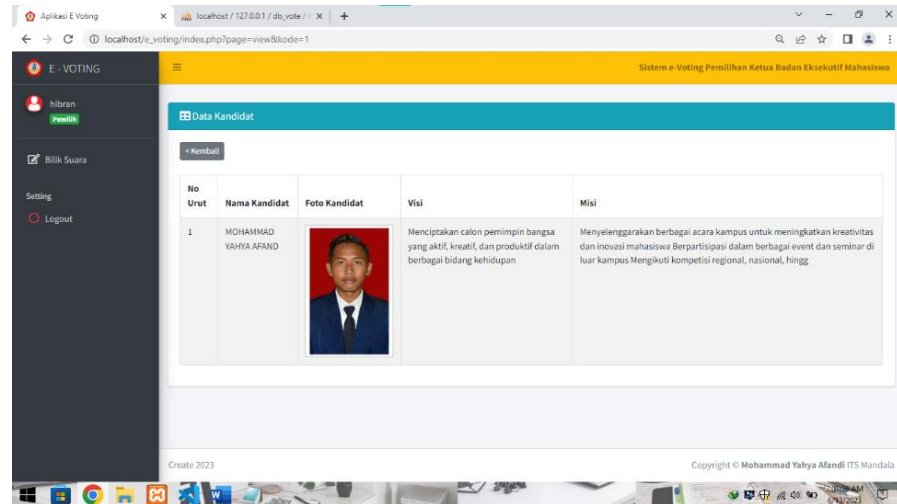 Aplikasi E Voting
localhost / 127.0.0.1 / db_vote /
localhost/e_voting/index.php?page=view&kode=1
E - VOTING
Sistem e-Voting Pemilihan Ketua Badan Eksekutif Mahasiswa
hibran
Pemilih
Data Kandidat
< Kembali
Bilik Suara
Setting
Logout
No Urut
Nama Kandidat
Foto Kandidat
Visi
Misi
1
MOHAMMAD
YAHYA AFAND
Menciptakan calon pemimpin bangsa
yang aktif, kreatif, dan produktif dalam
berbagai bidang kehidupan
Menyelenggarakan berbagai acara kampus untuk meningkatkan kreativitas
dan inovasi mahasiswa Berpartisipasi dalam berbagai event dan seminar di
luar kampus Mengikuti kompetisi regional, nasional, hingg
Create 2023
Copyright © Mohammad Yahya Afandi ITS Mandala
6/13/2023